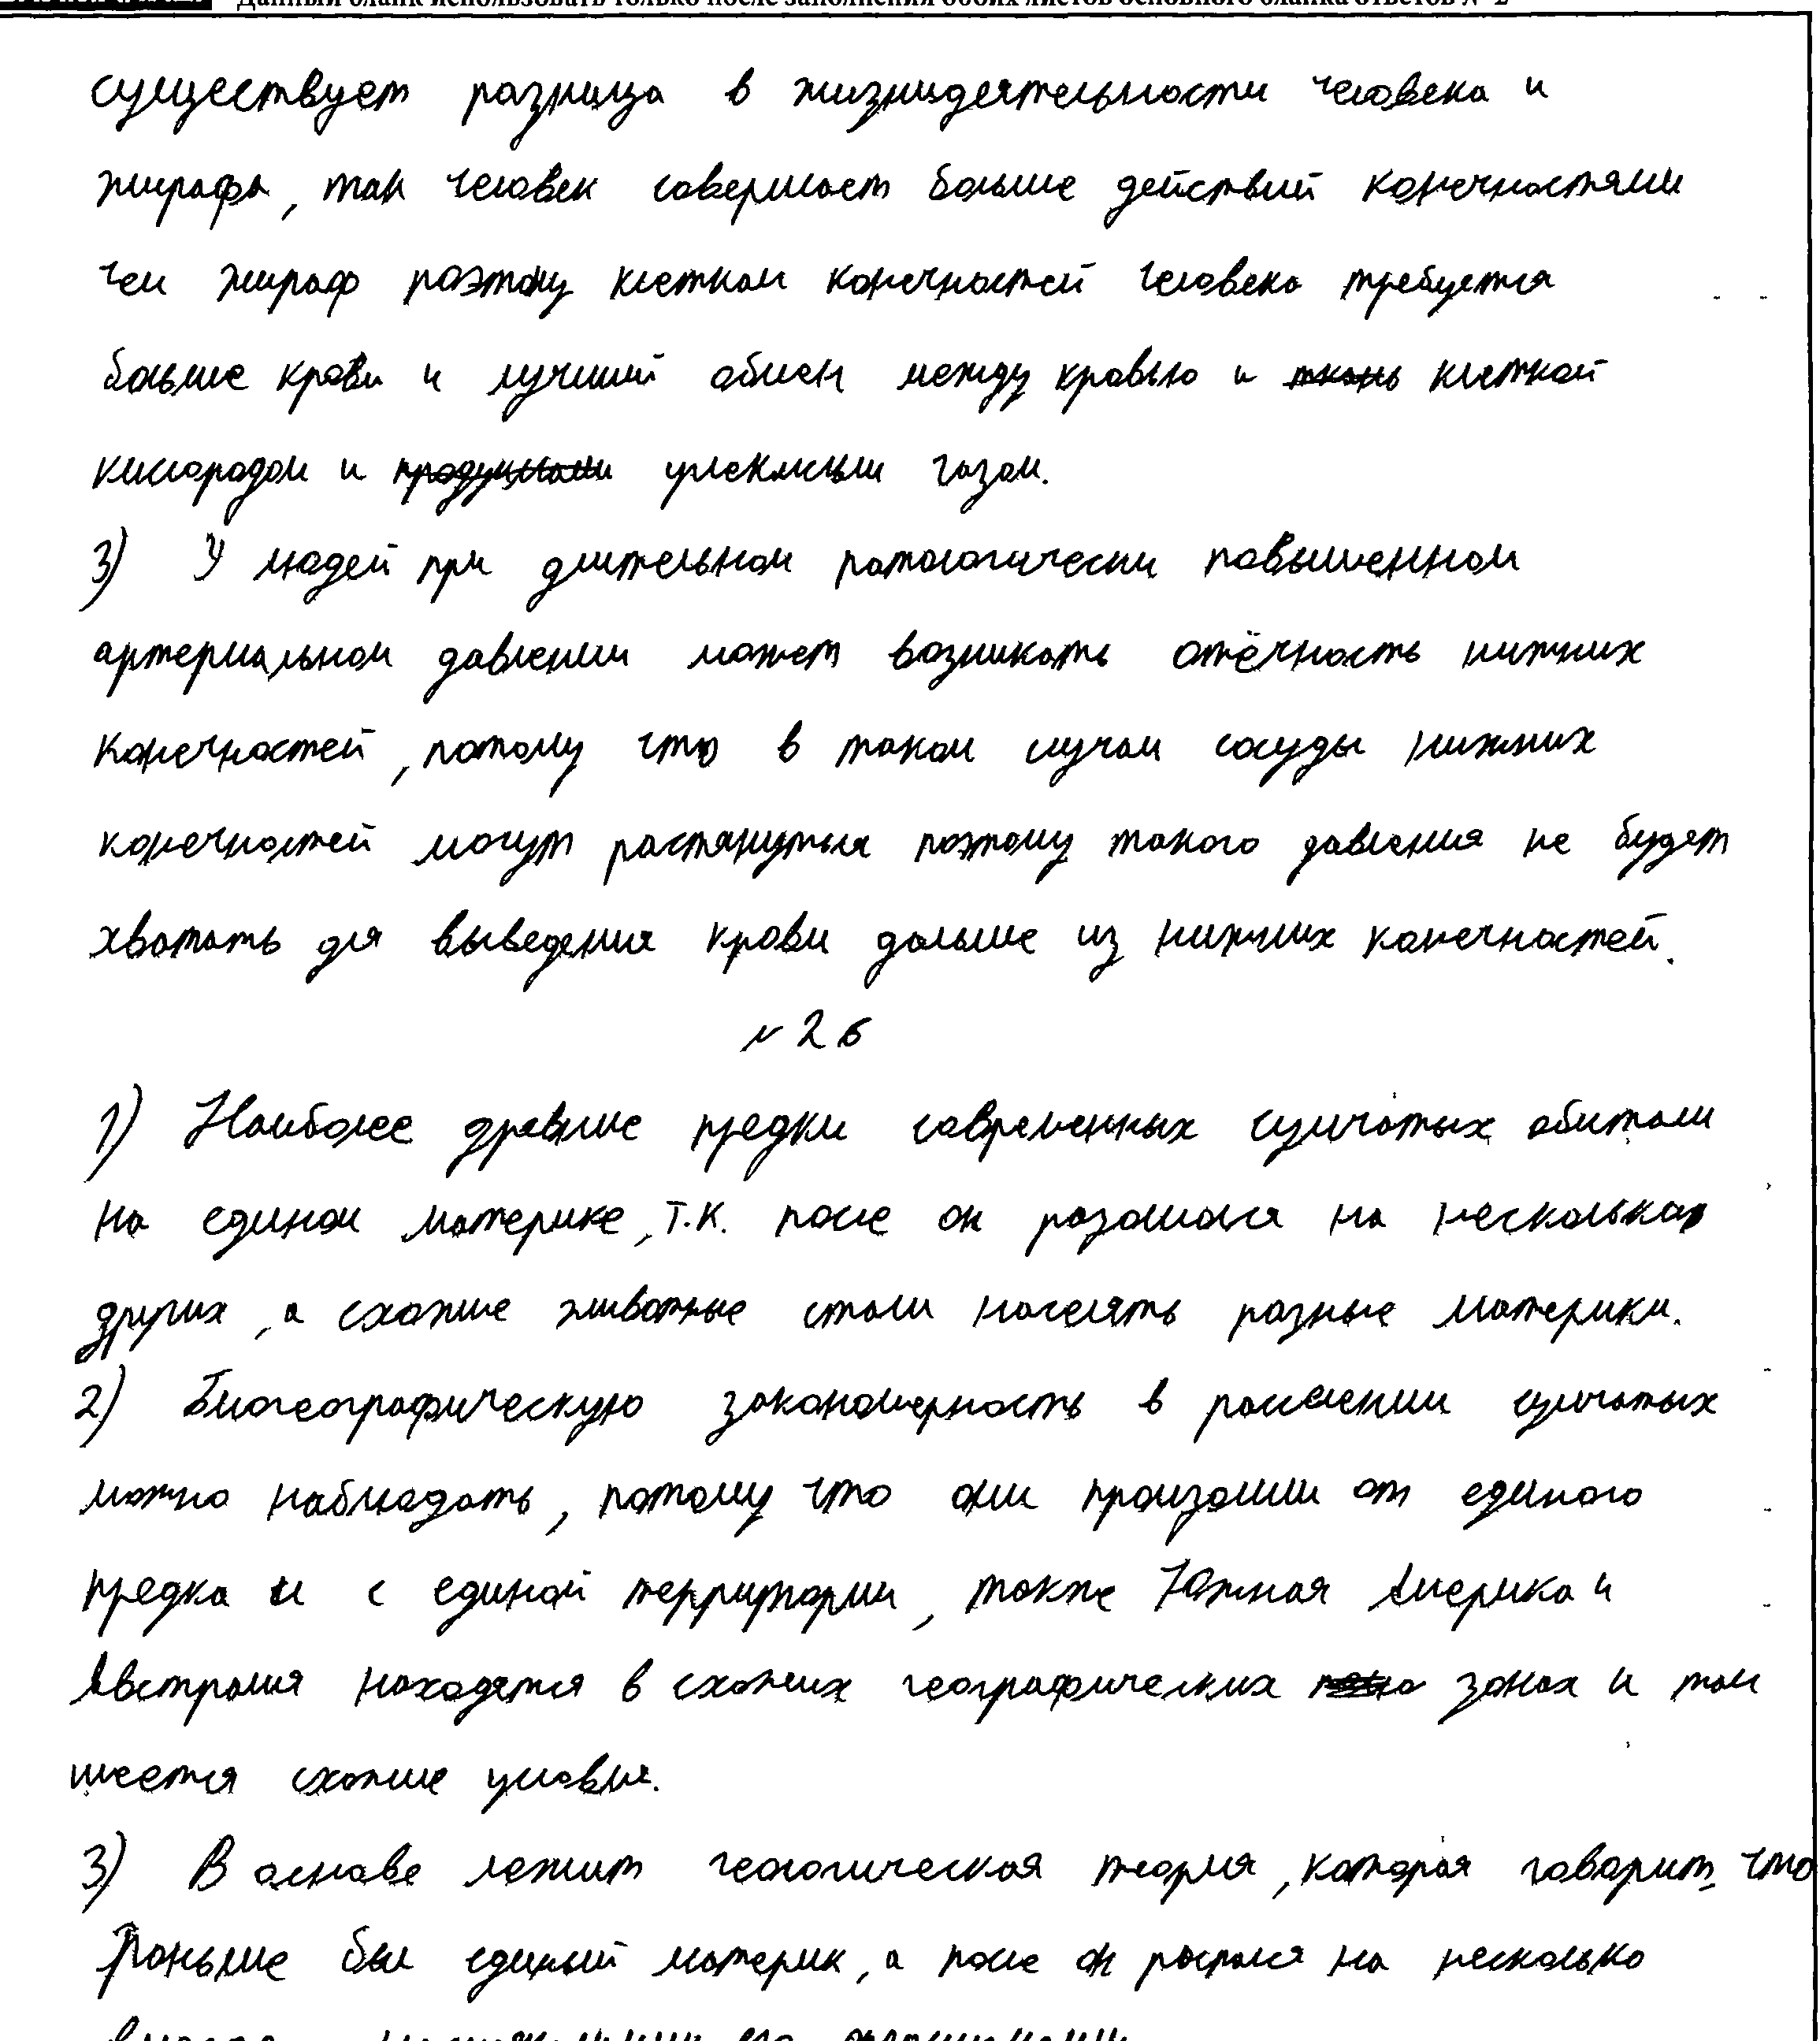 Данный бланк использовать только после заполнения обоих листов основного бланка ответов № 2
существует разница в жизнидеятельности человека и
жирафа, так человек совершает больше действий конечностями
чем жираф поэтому клеткам конечностей человека требуется
больше крови и лучший обмен между кровью и ткань клеткой
кислородом и продуктами углекислым газом.
3) У людей при длительном патологически повышенном
артериальном давлении может возникать отёчность нижних
конечностей, потому что в таком случаи сосуды нижних
конечностей могут растянуться поэтому такого давления не будет
хватать для выведения крови дальше из нижних конечностей.
№ 26
1) Наиболее древние предки современных сумчатых обитали
на едином материке, т.к. после он разошелся на несколько
других, а схожие животные стали населять разные материки.
2) Биогеографическую закономерность в расселении сумчатых
можно наблюдать, потому что они произошли от единого
предка и с единой территории, также Южная Америка и
Австралия находятся в схожих географических зонах и там
имеется схожие условия.
3) В основе лежит геологическая теория, которая говорит, что
Раньше был единый материк, а после он распался на несколько